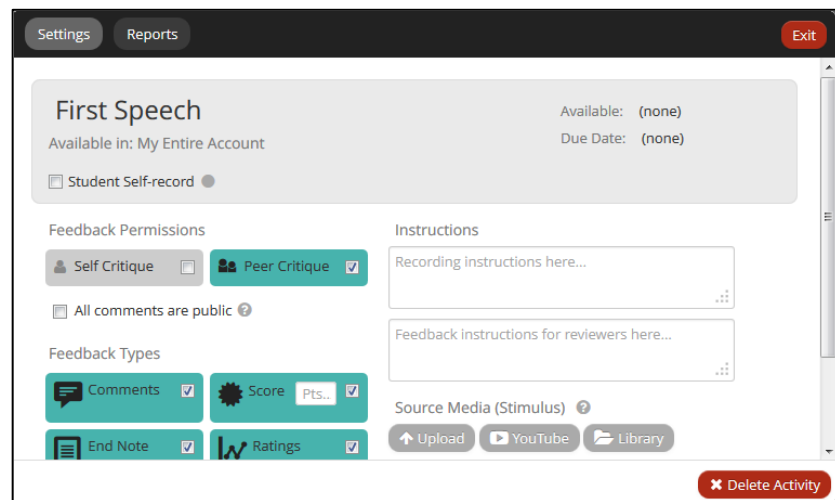 Settings
Reports
Exit
First Speech
Available in: My Entire Account
Available: (none)
Due Date: (none)
Student Self-record
Feedback Permissions
Self Critique
Peer Critique
All comments are public ?
Feedback Types
Comments
Score Pts..
End Note
Ratings
Instructions
Recording instructions here...
Feedback instructions for reviewers here...
Source Media (Stimulus) ?
Upload
YouTube
Library
Delete Activity